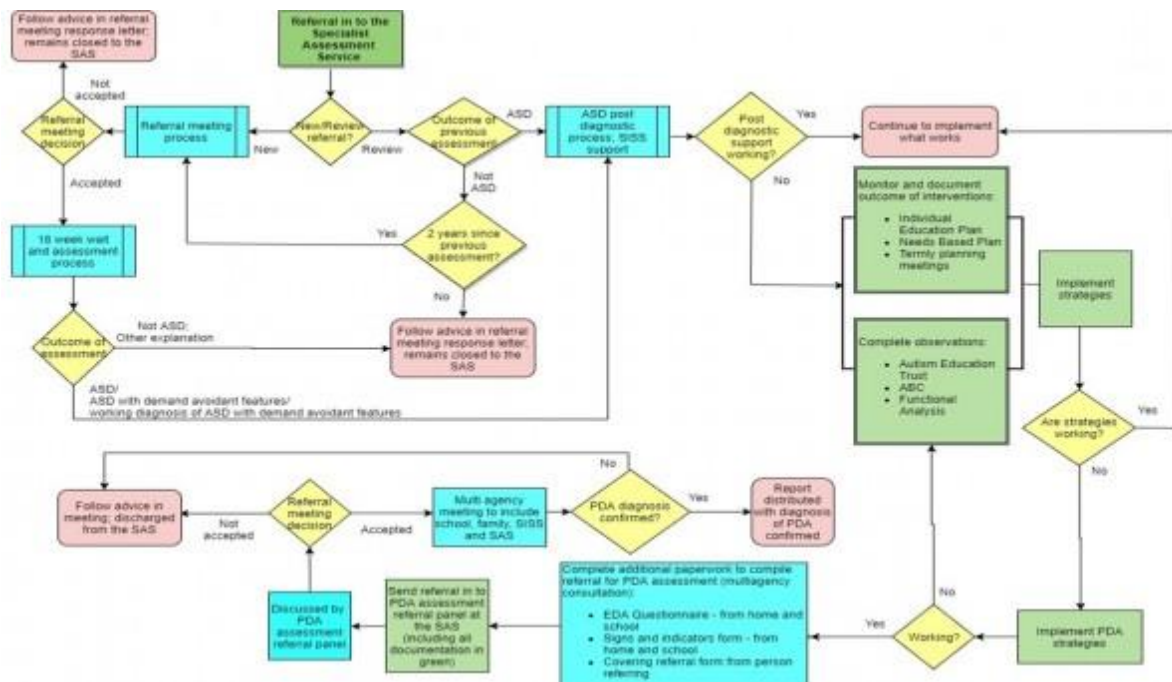 Follow advice in referral
meeting response letter;
remains closed to the
SAS
Referral in to the
Specialist
Assessment
Service
Not
accepted
Referral
meeting
decision
Referral meeting
process
New
New/Review
referral?
Review
Outcome of
previous
assessment
ASD
ASD post
diagnostic
process; SISS
support
Post
diagnostic
support
working?
Yes
Continue to implement
what works
Accepted
Not
ASD
No
18 week wait
and assessment
process
Yes
2 years since
previous
assessment?
No
Monitor and document
outcome of interventions:
Individual
Education Plan
Needs Based Plan
Termly planning
meetings
Implement
strategies
Outcome of
assessment
Not ASD;
Other explanation
Follow advice in referral
meeting response letter;
remains closed to the
SAS
Complete observations:
Autism Education
Trust
ABC
Functional
Analysis
ASD/
ASD with demand avoidant features/
working diagnosis of ASD with demand avoidant features
Are strategies
working?
Yes
No
No
Follow advice in
meeting; discharged
from the SAS
Not
accepted
Referral
meeting
decision
Accepted
Multi agency
meeting to include
school, family, SISS
and SAS
PDA diagnosis
confirmed?
Yes
Report
distributed
with diagnosis
of PDA
confirmed
Discussed by
PDA
assessment
referral panel
Send referral in to
PDA assessment
referral panel at
the SAS
(including all
documentation in
green)
Complete additional paperwork to compile
referral for PDA assessment (multiagency
consultation):
EDA Questionnaire - from home and
school
Signs and indicators form - from
home and school
Covering referral form from person
referring
Yes
Working?
No
Implement PDA
strategies